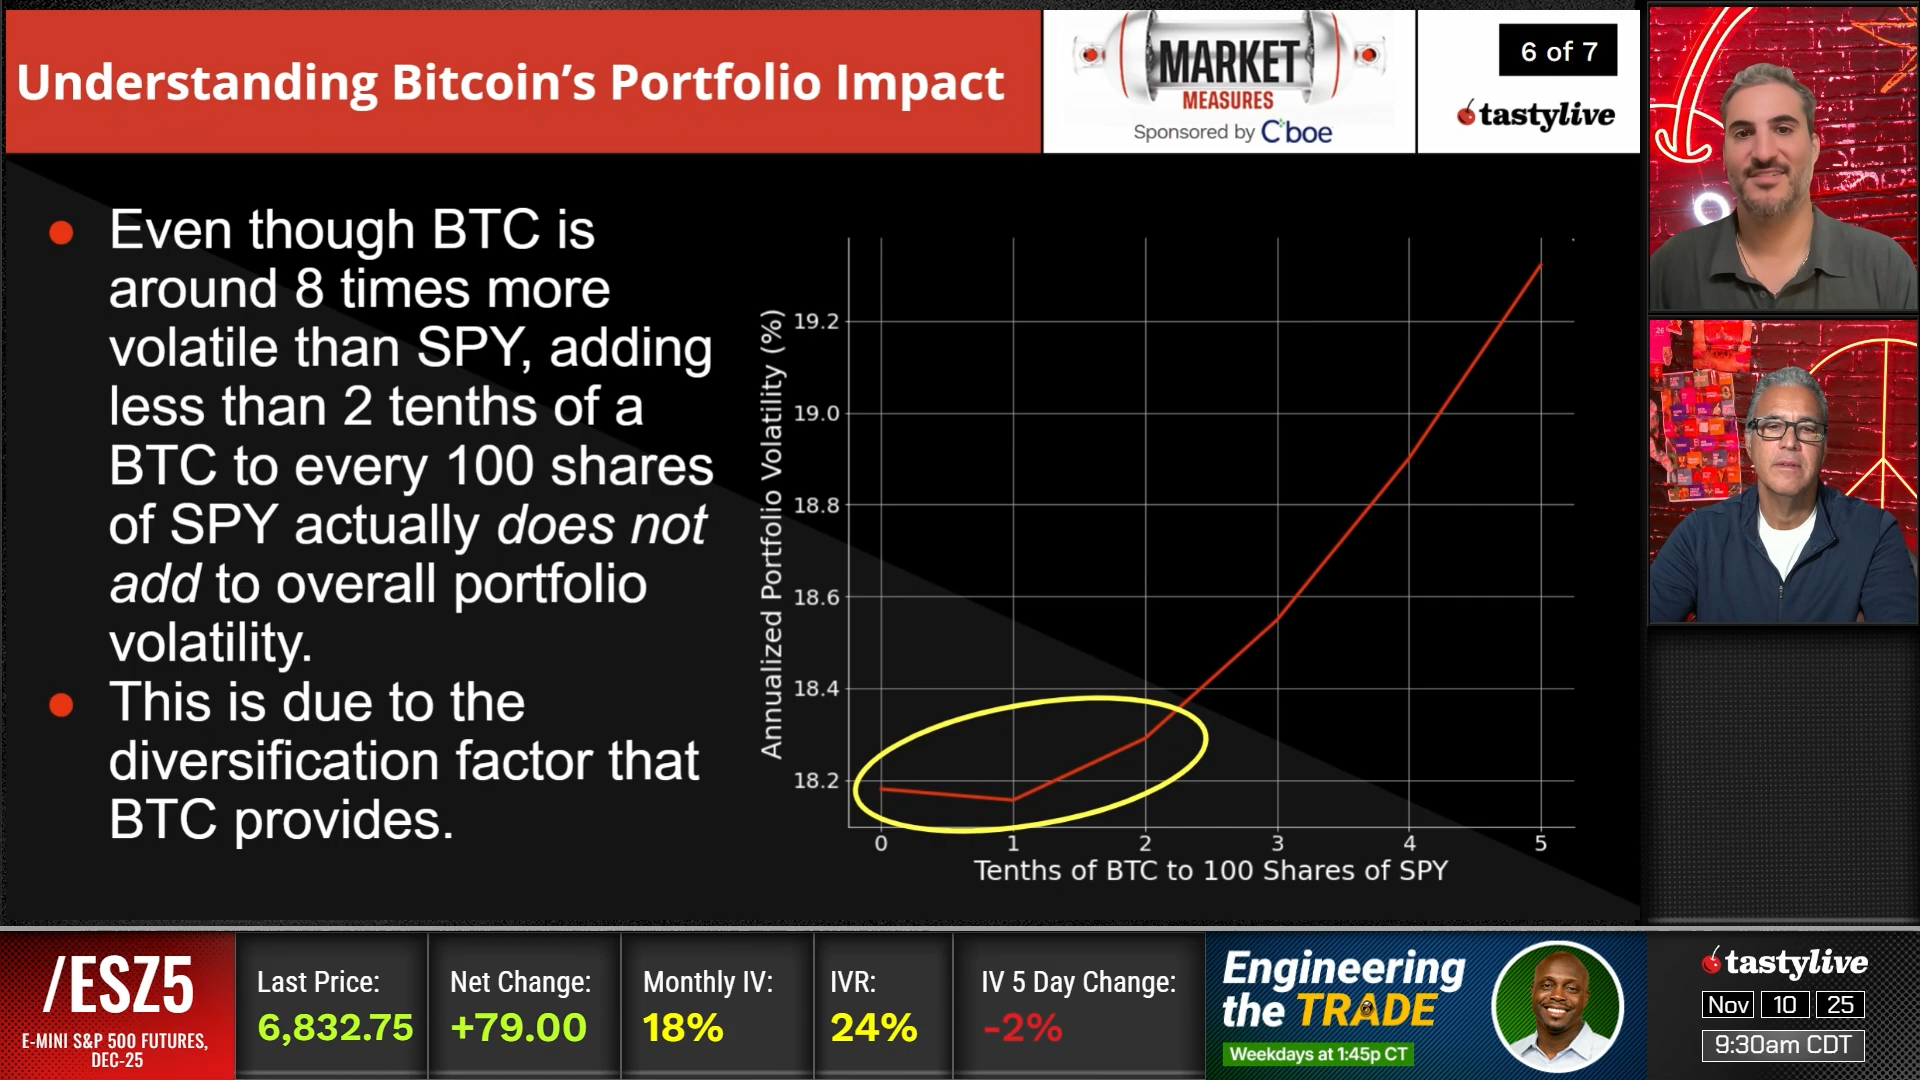 Understanding Bitcoin's Portfolio Impact
MARKET
MEASURES
Sponsored by Cboe
6 of 7
tastylive
Even though BTC is
around 8 times more
volatile than SPY, adding
less than 2 tenths of a
BTC to every 100 shares
of SPY actually does not
add to overall portfolio
volatility.
This is due to the
diversification factor that
BTC provides.
Annualized Portfolio Volatility (%)
19.2
19.0
18.8
18.6
18.4
18.2
0 1 2 3 4 5
Tenths of BTC to 100 Shares of SPY
/ESZ5
E-MINI S&P 500 FUTURES,
DEC-25
Last Price:
6,832.75
Net Change:
+79.00
Monthly IV:
18%
IVR:
24%
IV 5 Day Change:
-2%
Engineering
the TRADE
Weekdays at 1:45p CT
tastylive
Nov 10 25
9:30am CDT